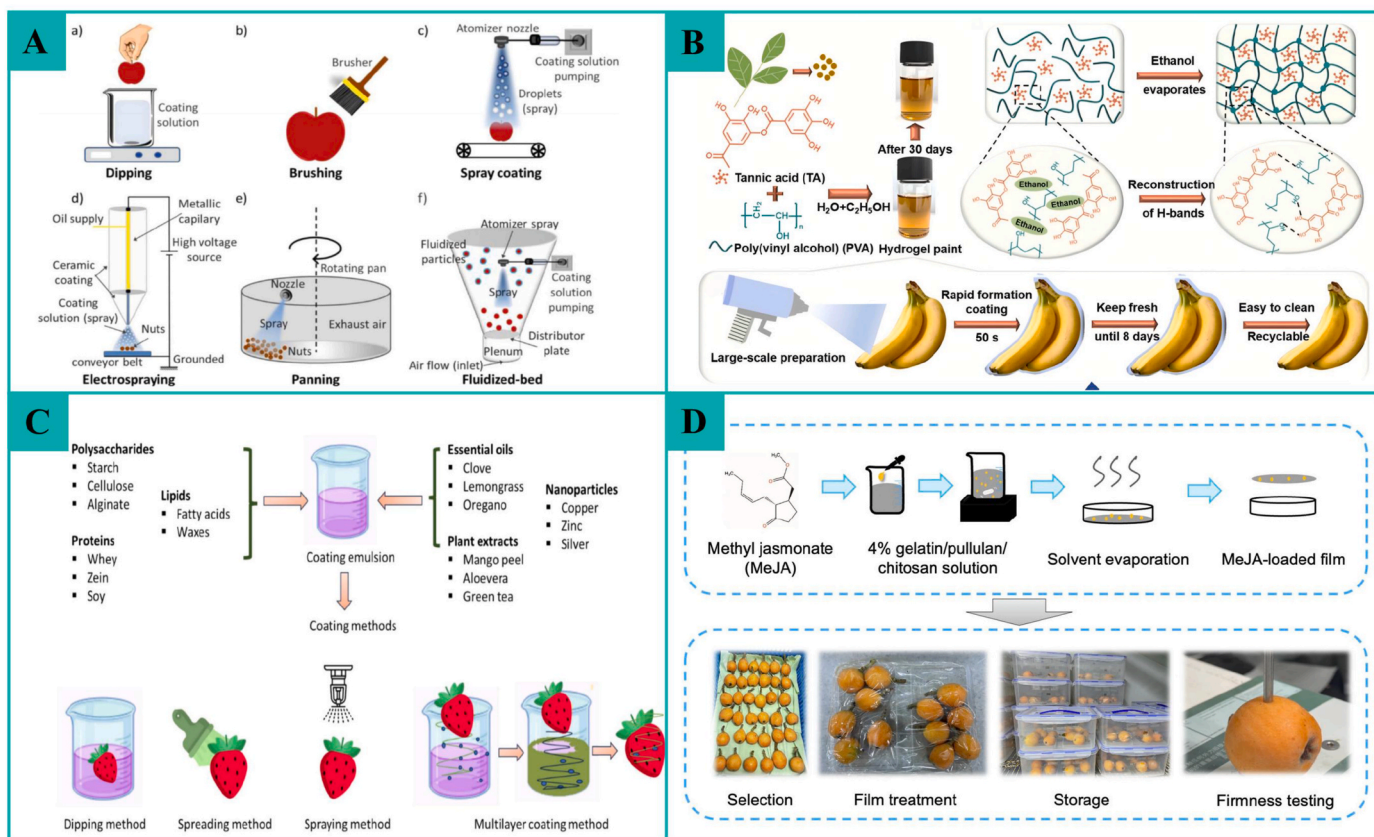 A
a)
Coating
solution
Dipping
b)
Brusher
Brushing
c)
Atomizer nozzle
Coating solution
pumping
Droplets
(spray)
Spray coating
d)
Oil supply
Metallic
capilary
High voltage
source
Ceramic
coating
Coating
solution (spray)
Nuts
conveyor belt
Grounded
Electrospraying
e)
Rotating pan
Nozzle
Spray
Exhaust air
Nuts
Panning
f)
Atomizer spray
Fluidized
particles
Coating
solution
pumping
Spray
Distributor
plate
Plenum
Air flow (inlet)
Fluidized-bed
B
OH
HO
OH
O
O
OH
OH
O
Tannic acid (TA)
+
CH2
CH
OH
n
Poly(vinyl alcohol) (PVA)
After 30 days
H2O+C2H5OH
Hydrogel paint
Ethanol
evaporates
Ethanol
Ethanol
Ethanol
Reconstruction
of H-bands
Large-scale preparation
Rapid formation
coating
50 s
Keep fresh
until 8 days
Easy to clean
Recyclable
C
Polysaccharides
Starch
Cellulose
Alginate
Lipids
Fatty acids
Waxes
Proteins
Whey
Zein
Soy
Coating emulsion
Coating methods
Essential oils
Clove
Lemongrass
Oregano
Nanoparticles
Copper
Zinc
Silver
Plant extracts
Mango peel
Aloevera
Green tea
Dipping method
Spreading method
Spraying method
Multilayer coating method
D
Methyl jasmonate
(MeJA)
4% gelatin/pullulan/
chitosan solution
Solvent evaporation
MeJA-loaded film
Selection
Film treatment
Storage
Firmness testing